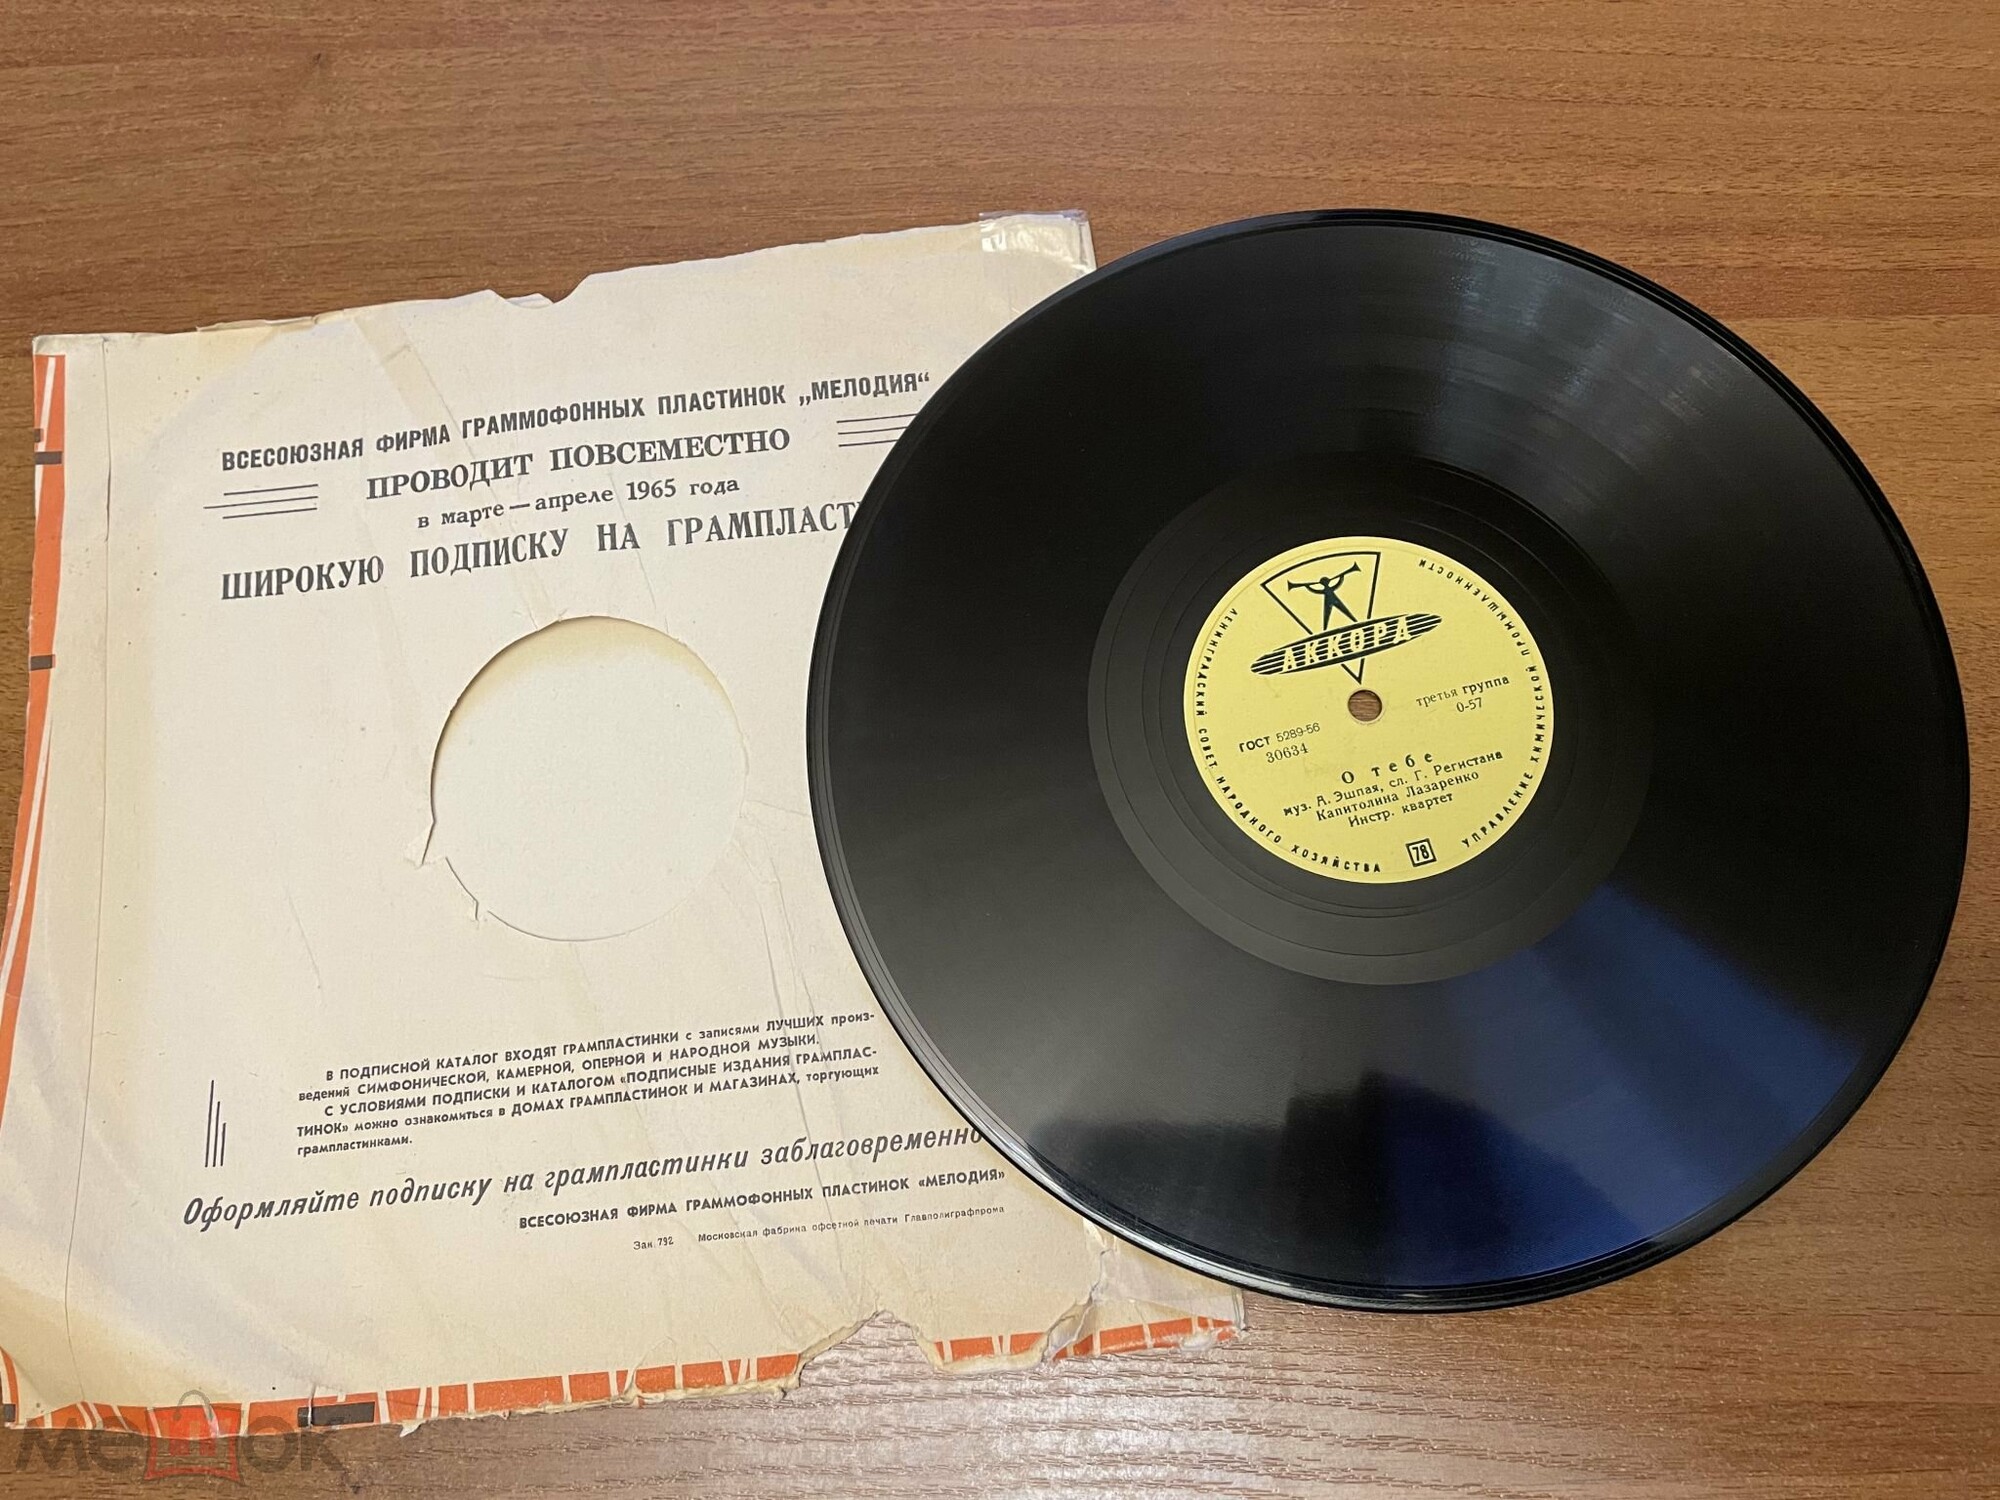 ВСЕСОЮЗНАЯ ФИРМА ГРАММОФОННЫХ ПЛАСТИНОК „МЕЛОДИЯ“
ПРОВОДИТ ПОВСЕМЕСТНО
в марте — апреле 1965 года
ШИРОКУЮ ПОДПИСКУ НА ГРАМПЛАСТ
В ПОДПИСНОЙ КАТАЛОГ ВХОДЯТ ГРАМПЛАСТИНКИ с записями ЛУЧШИХ произ-
ведений СИМФОНИЧЕСКОЙ, КАМЕРНОЙ, ОПЕРНОЙ И НАРОДНОЙ МУЗЫКИ.
С УСЛОВИЯМИ ПОДПИСКИ И КАТАЛОГОМ «ПОДПИСНЫЕ ИЗДАНИЯ ГРАМПЛАС-
ТИНОК» можно ознакомиться в ДОМАХ ГРАМПЛАСТИНОК И МАГАЗИНАХ, торгующих
грампластинками.
Оформляйте подписку на грампластинки заблаговременно
ВСЕСОЮЗНАЯ ФИРМА ГРАММОФОННЫХ ПЛАСТИНОК «МЕЛОДИЯ»
Зак. 792 Московская фабрика офсетной печати Главполиграфпрома
АККОРД
ЛЕНИНГРАДСКИЙ СОВЕТ НАРОДНОГО ХОЗЯЙСТВА
УПРАВЛЕНИЕ ХИМИЧЕСКОЙ ПРОМЫШЛЕННОСТИ
третья группа
0-57
ГОСТ 5289-56
30634
О тебе
муз. А. Эшпая, сл. Г. Регистана
Капитолина Лазаренко
Инстр. квартет
78
мешок